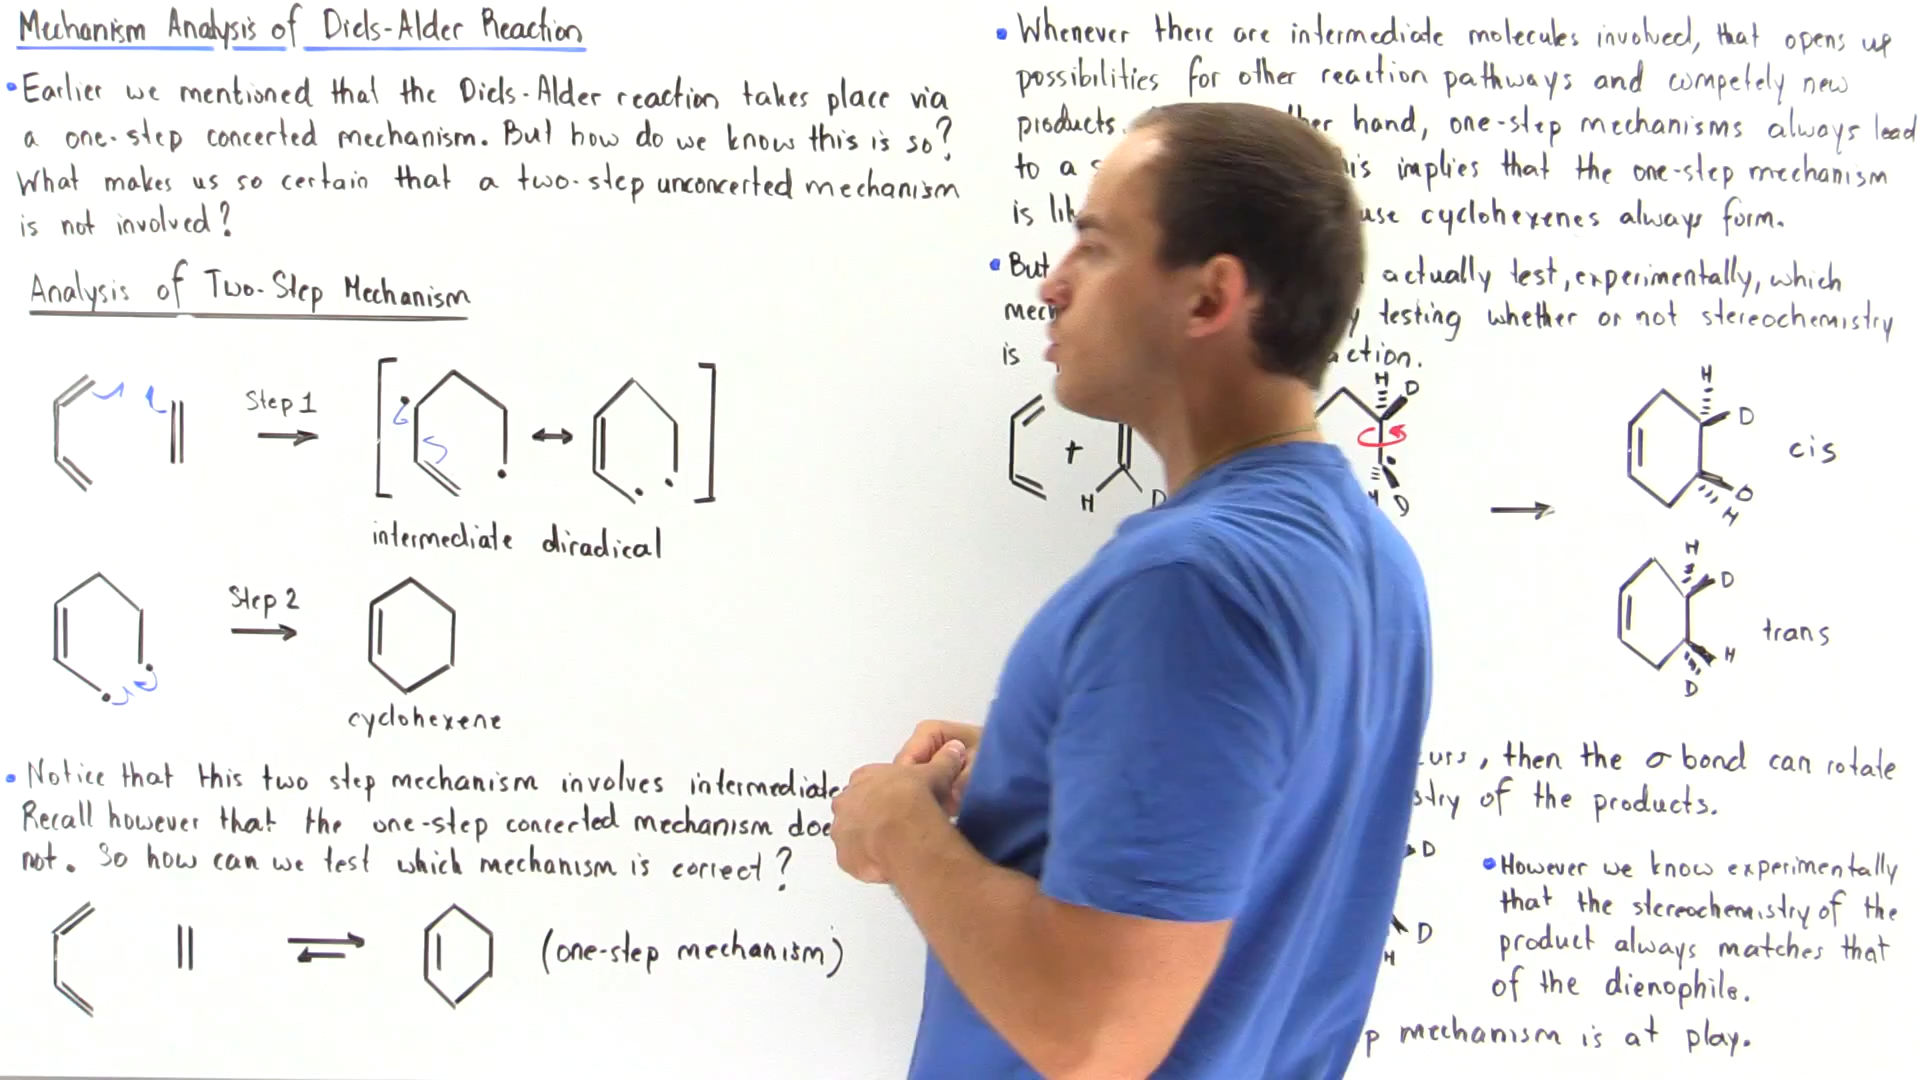 Mechanism Analysis of Diels-Alder Reaction
• Earlier we mentioned that the Diels-Alder reaction takes place via
a one-step concerted mechanism. But how do we know this is so?
What makes us so certain that a two-step unconcerted mechanism
is not involved?
Analysis of Two-Step Mechanism
Step 1
intermediate diradical
Step 2
cyclohexene
• Notice that this two step mechanism involves intermediate
Recall however that the one-step concerted mechanism doe
not. So how can we test which mechanism is correct?
(one-step mechanism)
• Whenever there are intermediate molecules involved, that opens up
possibilities for other reaction pathways and competely new
products. her hand, one-step mechanisms always lead
to a s is implies that the one-step mechanism
is lik use cyclohexenes always form.
• But actually test, experimentally, which
mec y testing whether or not stereochemistry
is action.
+
H D
H D
H D
H D
D
H
cis
H D
H
D
trans
curs, then the σ bond can rotate
stry of the products.
D
D
H
• However we know experimentally
that the stereochemistry of the
product always matches that
of the dienophile.
p mechanism is at play.